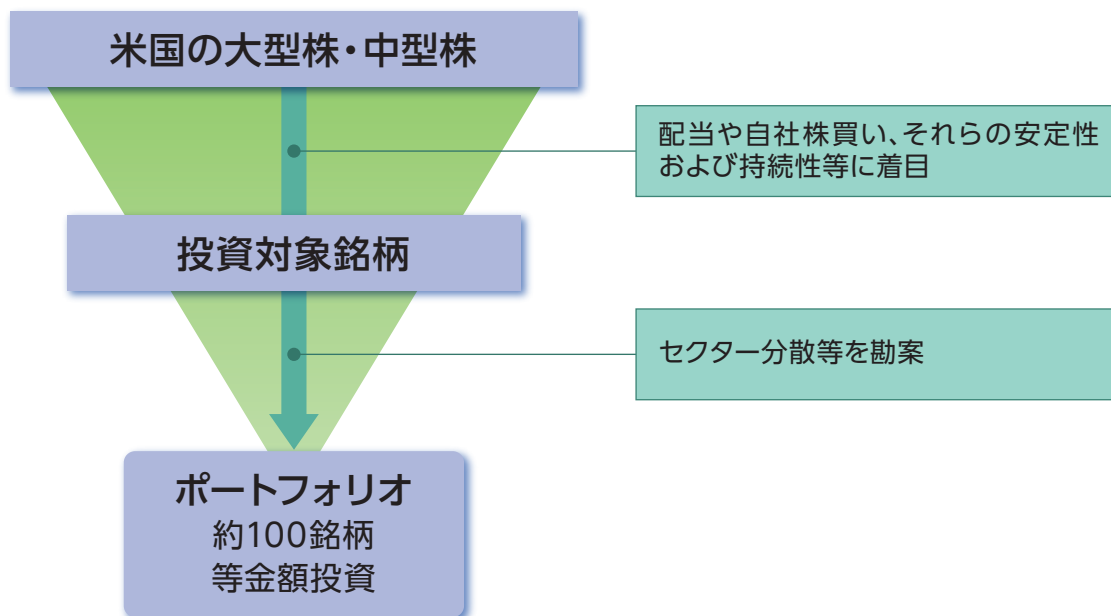 米国の大型株・中型株
配当や自社株買い、それらの安定性
および持続性等に着目
投資対象銘柄
セクター分散等を勘案
ポートフォリオ
約100銘柄
等金額投資